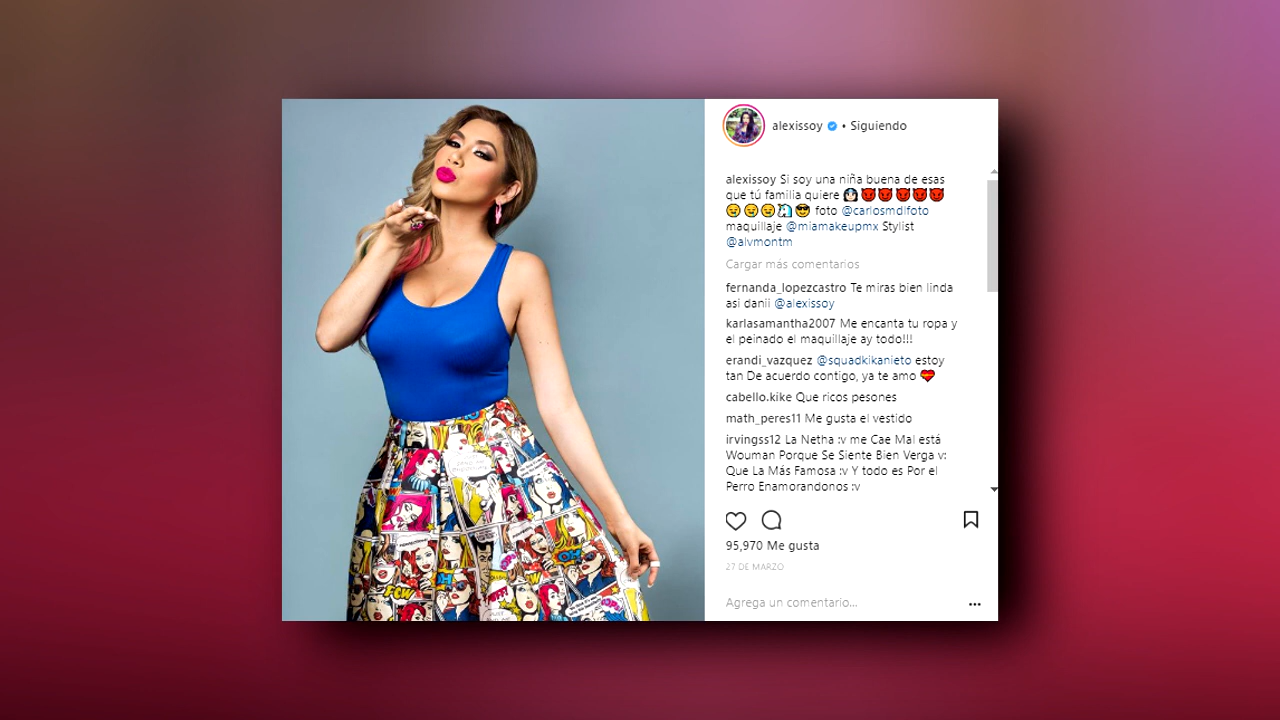 alexissoy • Siguiendo
alexissoy Si soy una niña buena de esas
que tú familia quiere 👸🏻😈😈😈😈😈
😉😉😉🦄😎 foto @carlosmdlfoto
maquillaje @miamakeupmx Stylist
@alvmontm
Cargar más comentarios
fernanda_lopezcastro Te miras bien linda
asi danii @alexissoy
karlasamantha2007 Me encanta tu ropa y
el peinado el maquillaje ay todo!!!
erandi_vazquez @squadkikanieto estoy
tan De acuerdo contigo, ya te amo 💝
cabello.kike Que ricos pesones
math_peres11 Me gusta el vestido
irvingss12 La Netha :v me Cae Mal está
Wouman Porque Se Siente Bien Verga v:
Que La Más Famosa :v Y todo es Por el
Perro Enamorandonos :v
95,970 Me gusta
27 DE MARZO
Agrega un comentario...
OH
POW